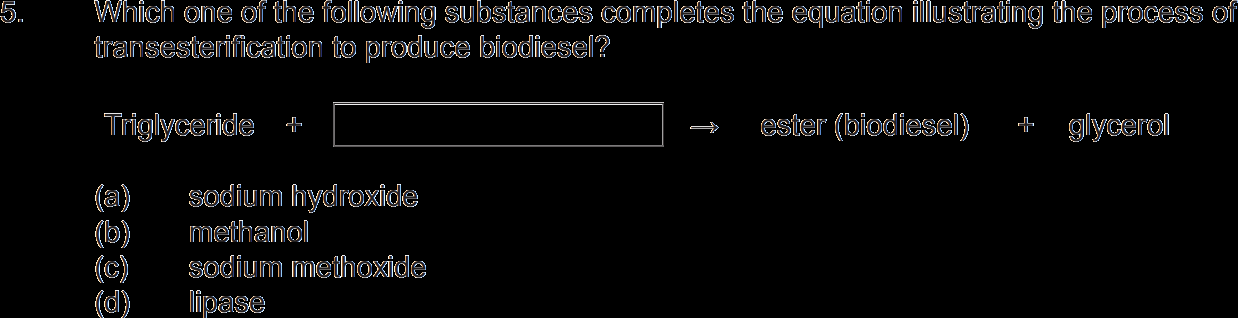 5. Which one of the following substances completes the equation illustrating the process of
transesterification to produce biodiesel?
Triglyceride + → ester (biodiesel) + glycerol
(a) sodium hydroxide
(b) methanol
(c) sodium methoxide
(d) lipase